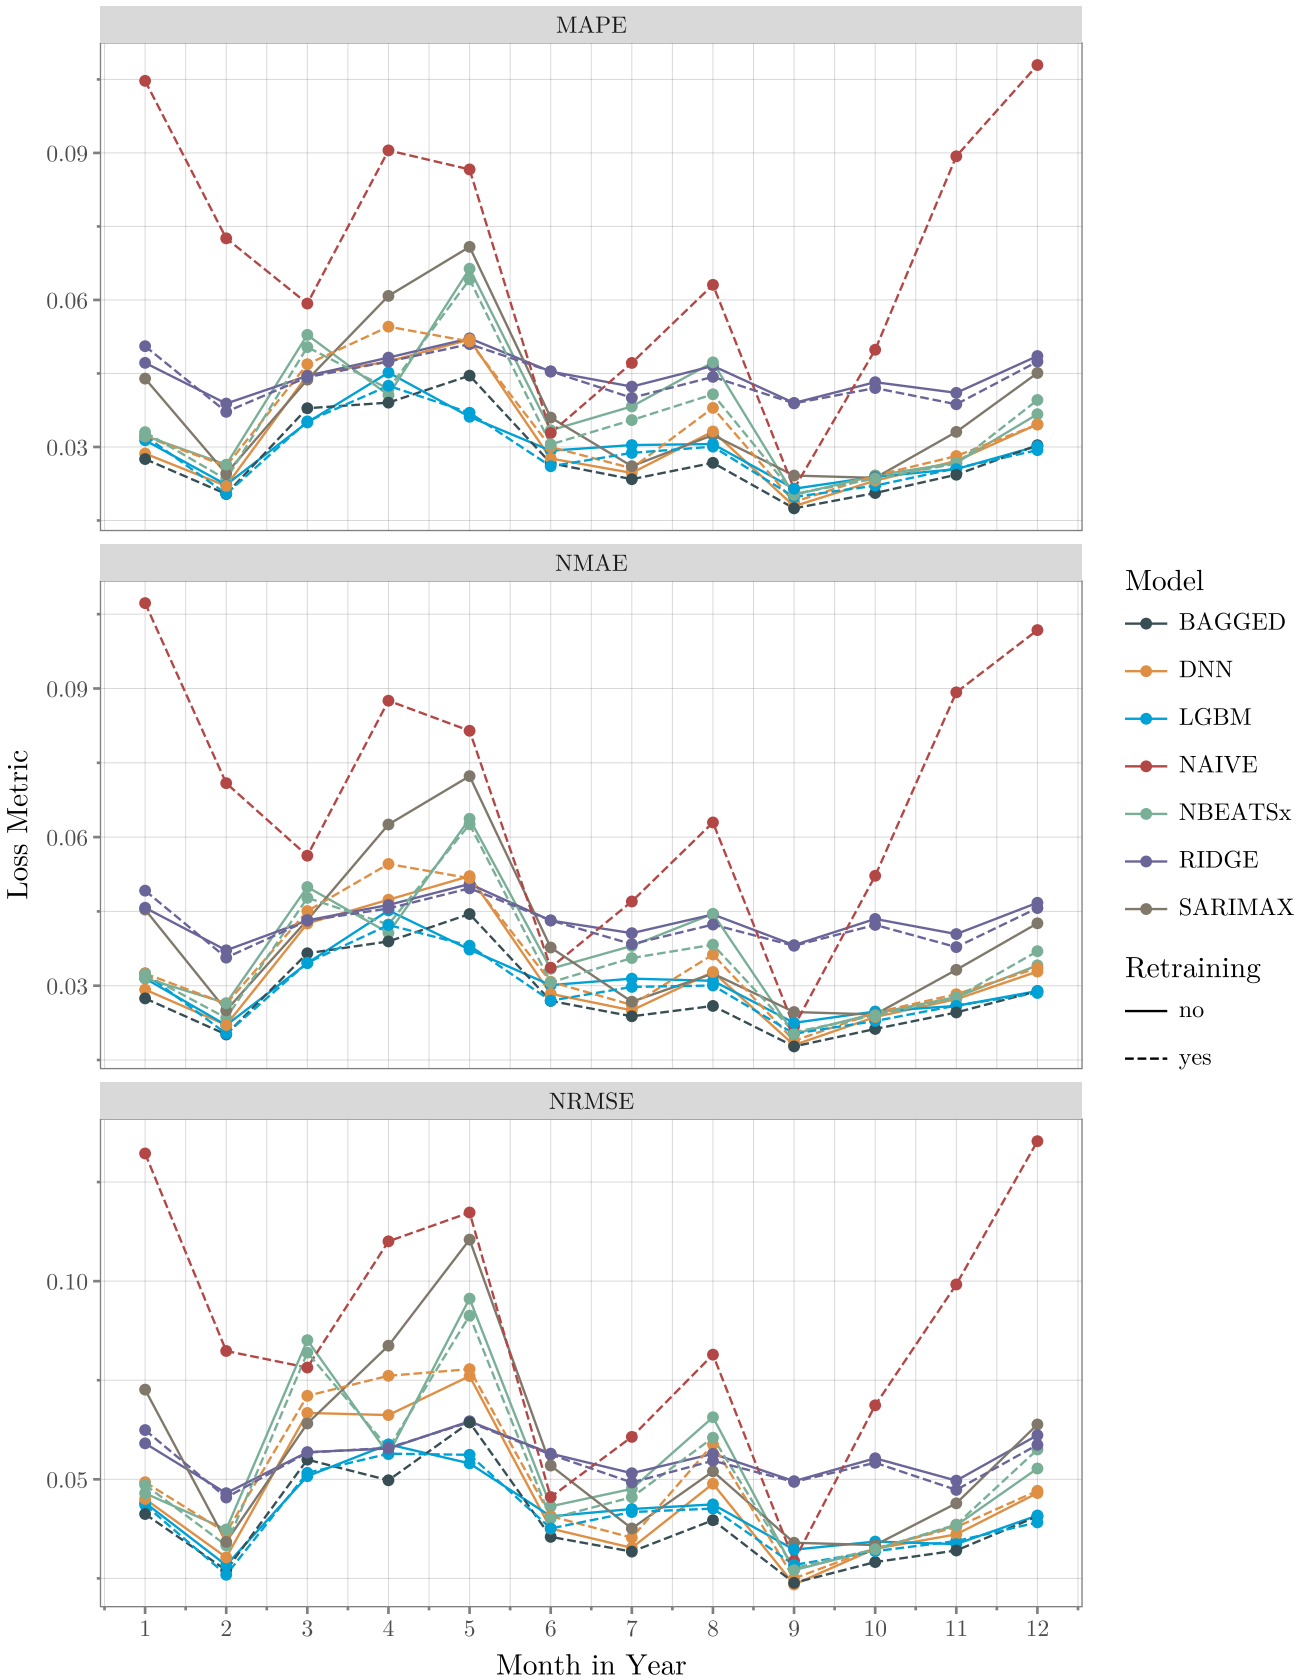 MAPE
0.09
0.06
0.03
NMAE
0.09
0.06
0.03
NRMSE
0.10
0.05
1 2 3 4 5 6 7 8 9 10 11 12
Month in Year
Loss Metric
Model
BAGGED
DNN
LGBM
NAIVE
NBEATSx
RIDGE
SARIMAX
Retraining
no
yes